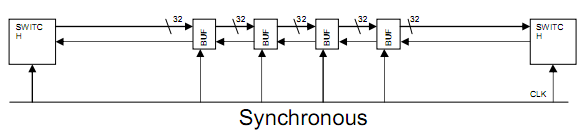 SWITC
H
32
BUF
32
BUF
32
BUF
32
BUF
32
SWITC
H
CLK
Synchronous